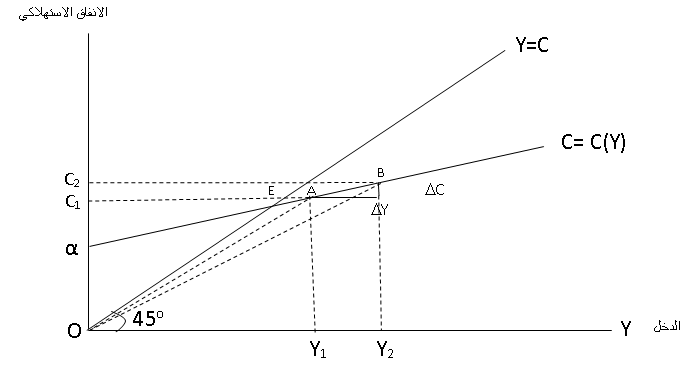 الانفاق الاستهلاكي
Y=C
C= C(Y)
C₂
B
E
A
ΔC
C₁
ΔY
α
45º
O
Y
الدخل
Y₁
Y₂